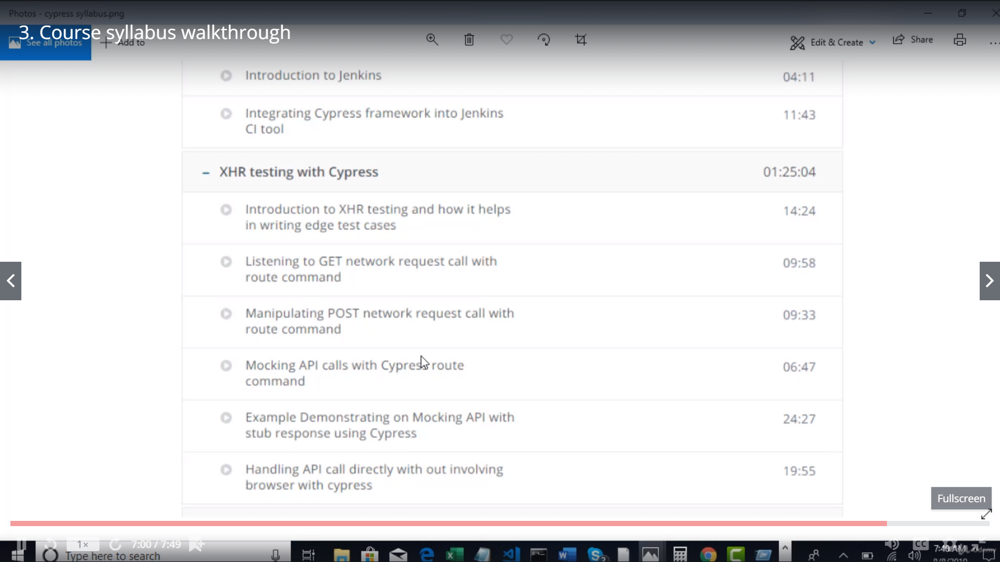 Photos - cypress syllabus.png
3. Course syllabus walkthrough
See all photos
Add to
Edit & Create
Share
Introduction to Jenkins
04:11
Integrating Cypress framework into Jenkins
CI tool
11:43
– XHR testing with Cypress
01:25:04
Introduction to XHR testing and how it helps
in writing edge test cases
14:24
Listening to GET network request call with
route command
09:58
Manipulating POST network request call with
route command
09:33
Mocking API calls with Cypress route
command
06:47
Example Demonstrating on Mocking API with
stub response using Cypress
24:27
Handling API call directly with out involving
browser with cypress
19:55
Fullscreen
1×
7:00 / 7:49
CC
Type here to search
7:40 AM